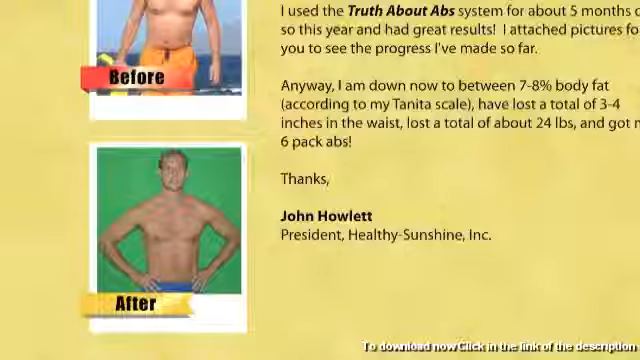 I used the Truth About Abs system for about 5 months
so this year and had great results! I attached pictures
you to see the progress I've made so far.
Anyway, I am down now to between 7-8% body fat
(according to my Tanita scale), have lost a total of 3-4
inches in the waist, lost a total of about 24 lbs, and got
6 pack abs!
Thanks,
John Howlett
President, Healthy-Sunshine, Inc.
Before
After
To download now Click in the link of the description